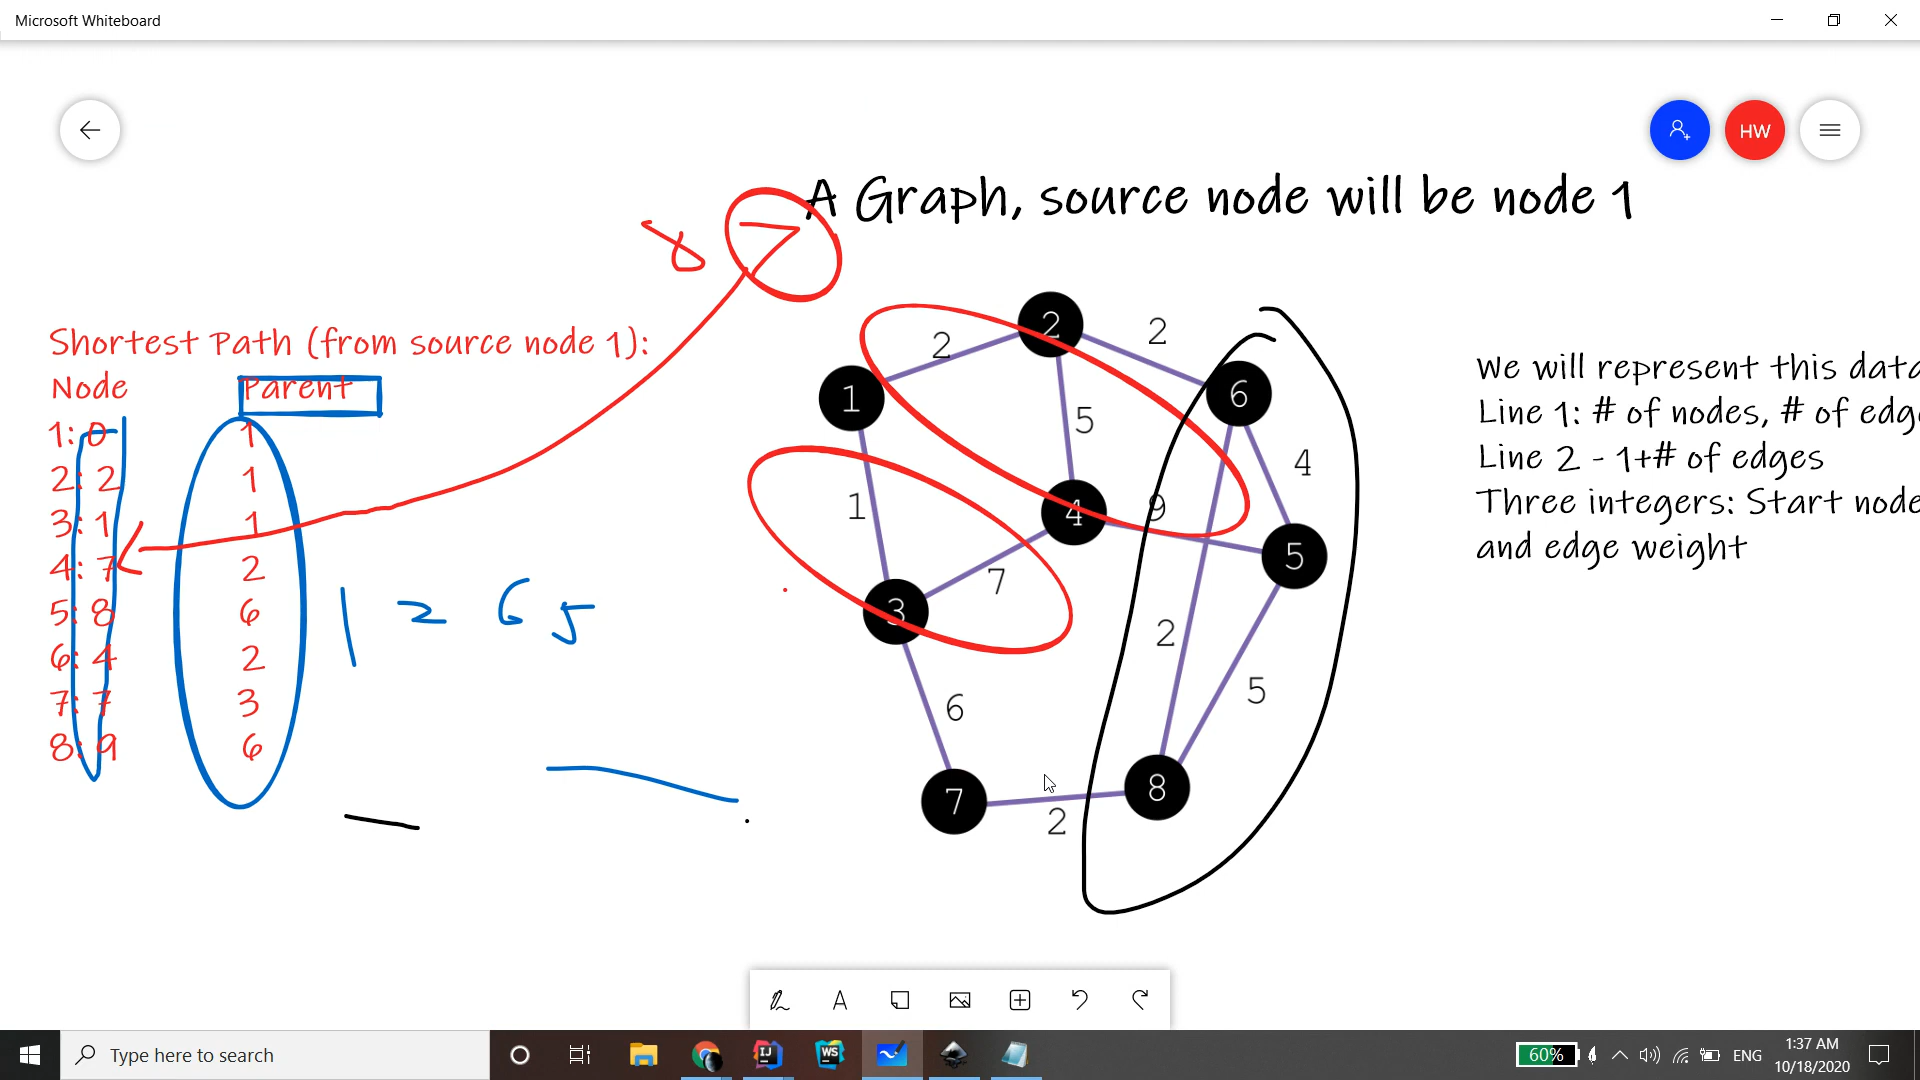 Microsoft Whiteboard
HW
A Graph, source node will be node 1
8 7
Shortest Path (from source node 1):
Node Parent
1: 0 1
2: 2 1
3: 1 1
4: 7 2
5: 8 6
6: 4 2
7: 7 3
8: 9 6
1 2 6 5
2
2
2
6
1
5
4
1
4
9
5
3
7
2
5
6
7
8
2
We will represent this data
Line 1: # of nodes, # of edg
Line 2 - 1+# of edges
Three integers: Start node
and edge weight
Type here to search
IJ
WS
60%
ENG
1:37 AM
10/18/2020